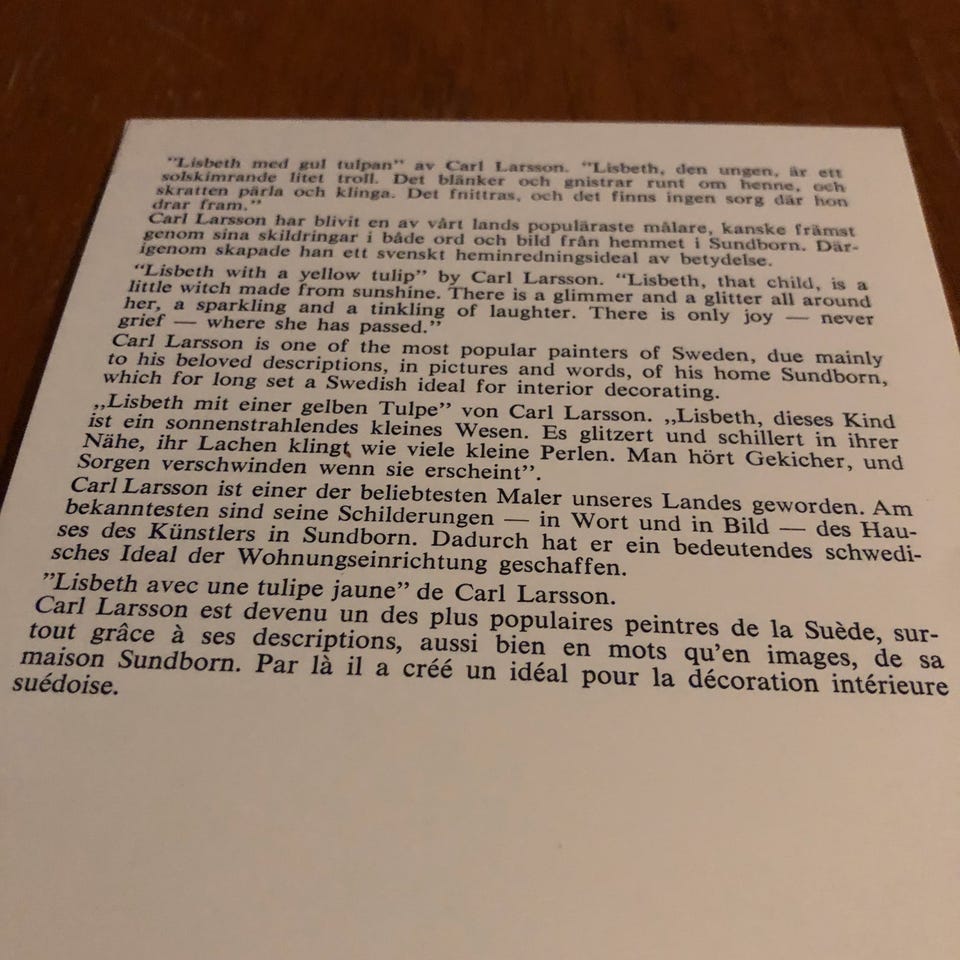 "Lisbeth med gul tulpan" av Carl Larsson. "Lisbeth, den ungen, är ett
solskimrande litet troll. Det blänker och gnistrar runt om henne, och
skratten pärla och klinga. Det fnittras, och det finns ingen sorg där hon
drar fram."
Carl Larsson har blivit en av vårt lands populäraste målare, kanske främst
genom sina skildringar i både ord och bild från hemmet i Sundborn. Där-
igenom skapade han ett svenskt heminredningsideal av betydelse.
"Lisbeth with a yellow tulip" by Carl Larsson. "Lisbeth, that child, is a
little witch made from sunshine. There is a glimmer and a glitter all around
her, a sparkling and a tinkling of laughter. There is only joy — never
grief — where she has passed."
Carl Larsson is one of the most popular painters of Sweden, due mainly
to his beloved descriptions, in pictures and words, of his home Sundborn,
which for long set a Swedish ideal for interior decorating.
„Lisbeth mit einer gelben Tulpe” von Carl Larsson. „Lisbeth, dieses Kind
ist ein sonnenstrahlendes kleines Wesen. Es glitzert und schillert in ihrer
Nähe, ihr Lachen klingt wie viele kleine Perlen. Man hört Gekicher, und
Sorgen verschwinden wenn sie erscheint”.
Carl Larsson ist einer der beliebtesten Maler unseres Landes geworden. Am
bekanntesten sind seine Schilderungen — in Wort und in Bild — des Hau-
ses des Künstlers in Sundborn. Dadurch hat er ein bedeutendes schwedi-
sches Ideal der Wohnungseinrichtung geschaffen.
”Lisbeth avec une tulipe jaune” de Carl Larsson.
Carl Larsson est devenu un des plus populaires peintres de la Suède, sur-
tout grâce à ses descriptions, aussi bien en mots qu'en images, de sa
maison Sundborn. Par là il a créé un idéal pour la décoration intérieure
suédoise.